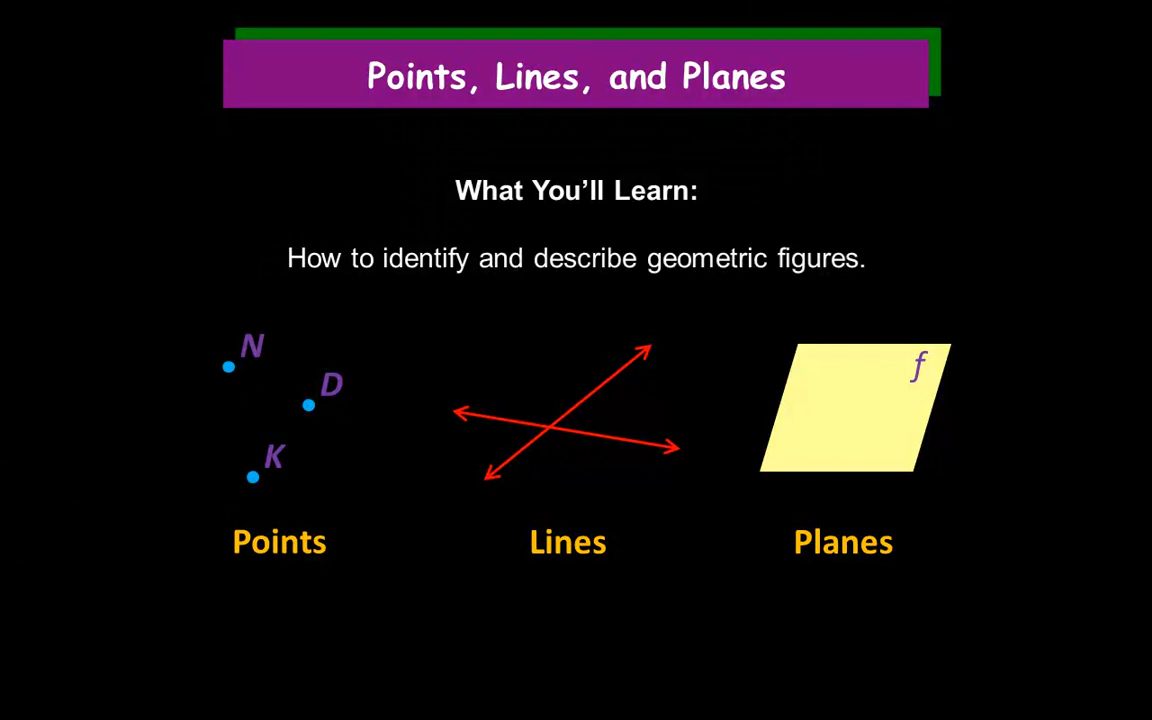 Points, Lines, and Planes
What You'll Learn:
How to identify and describe geometric figures.
N
D
K
f
Points
Lines
Planes